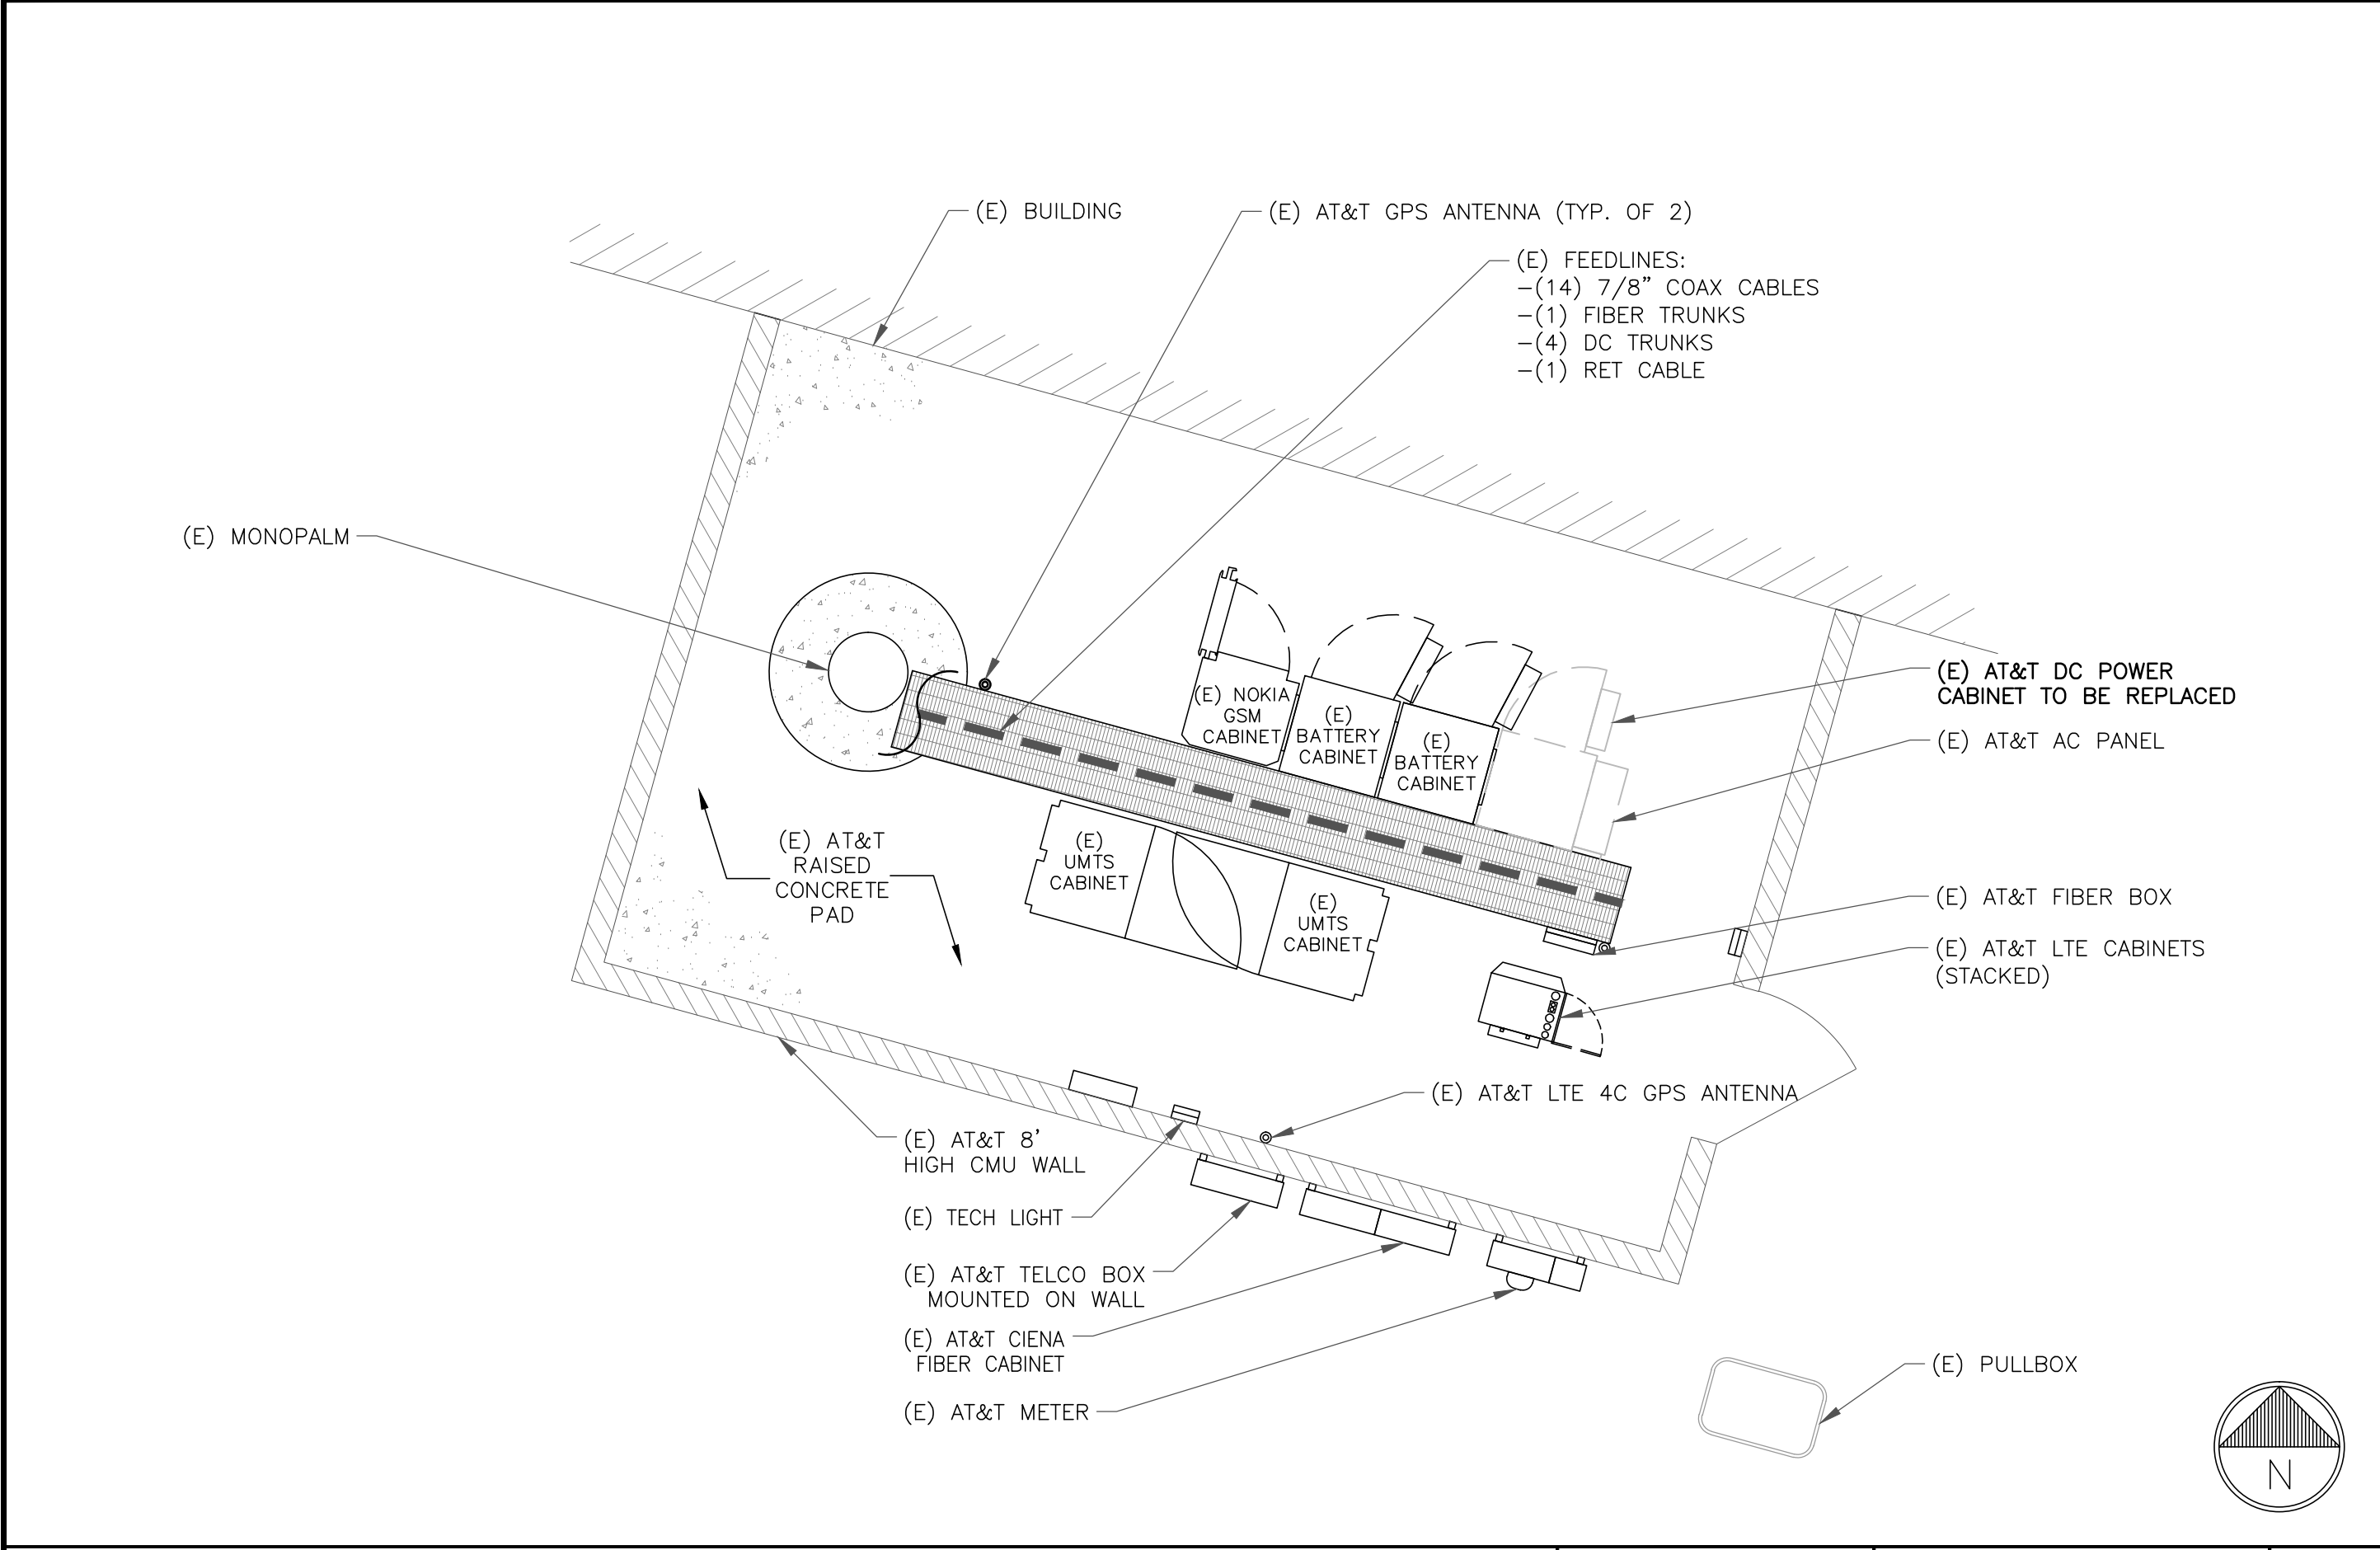 (E) BUILDING
(E) AT&T GPS ANTENNA (TYP. OF 2)
(E) FEEDLINES:
-(14) 7/8" COAX CABLES
-(1) FIBER TRUNKS
-(4) DC TRUNKS
-(1) RET CABLE
(E) MONOPALM
(E) NOKIA
GSM
CABINET
(E)
BATTERY
CABINET
(E)
BATTERY
CABINET
(E) AT&T DC POWER
CABINET TO BE REPLACED
(E) AT&T AC PANEL
(E) AT&T
RAISED
CONCRETE
PAD
(E)
UMTS
CABINET
(E)
UMTS
CABINET
(E) AT&T FIBER BOX
(E) AT&T LTE CABINETS
(STACKED)
(E) AT&T LTE 4C GPS ANTENNA
(E) AT&T 8'
HIGH CMU WALL
(E) TECH LIGHT
(E) AT&T TELCO BOX
MOUNTED ON WALL
(E) AT&T CIENA
FIBER CABINET
(E) AT&T METER
(E) PULLBOX
N